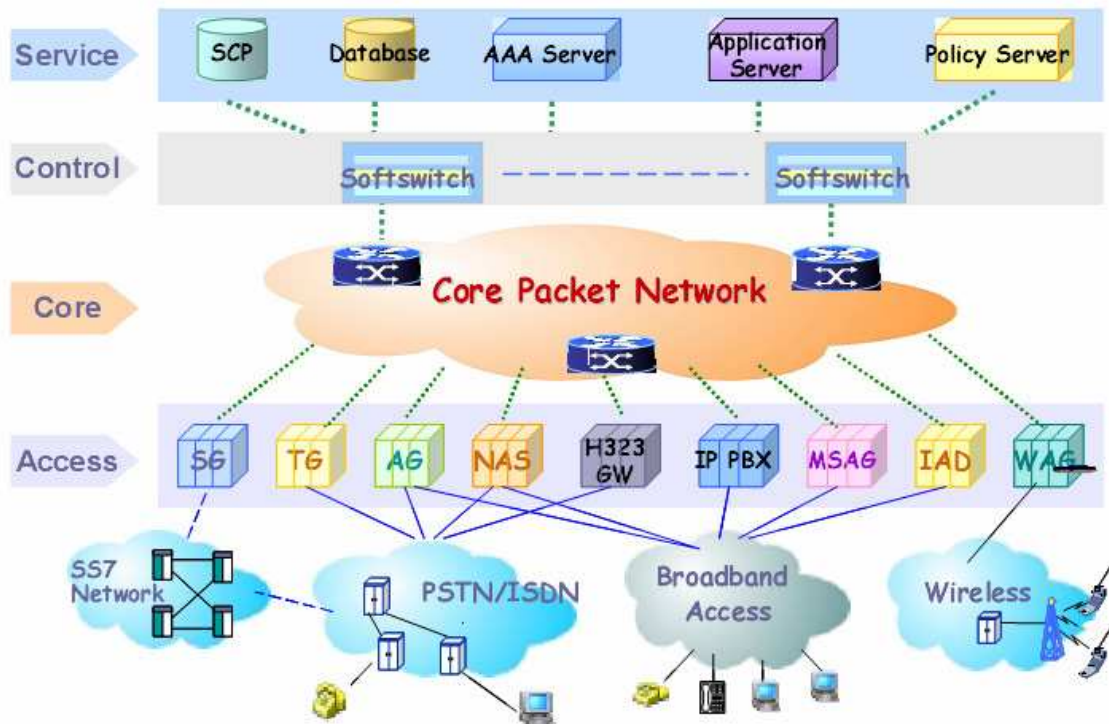 Service
SCP
Database
AAA Server
Application
Server
Policy Server
Control
Softswitch
Softswitch
Core
Core Packet Network
Access
SG
TG
AG
NAS
H323
GW
IP PBX
MSAG
IAD
WAG
SS7
Network
PSTN/ISDN
Broadband
Access
Wireless